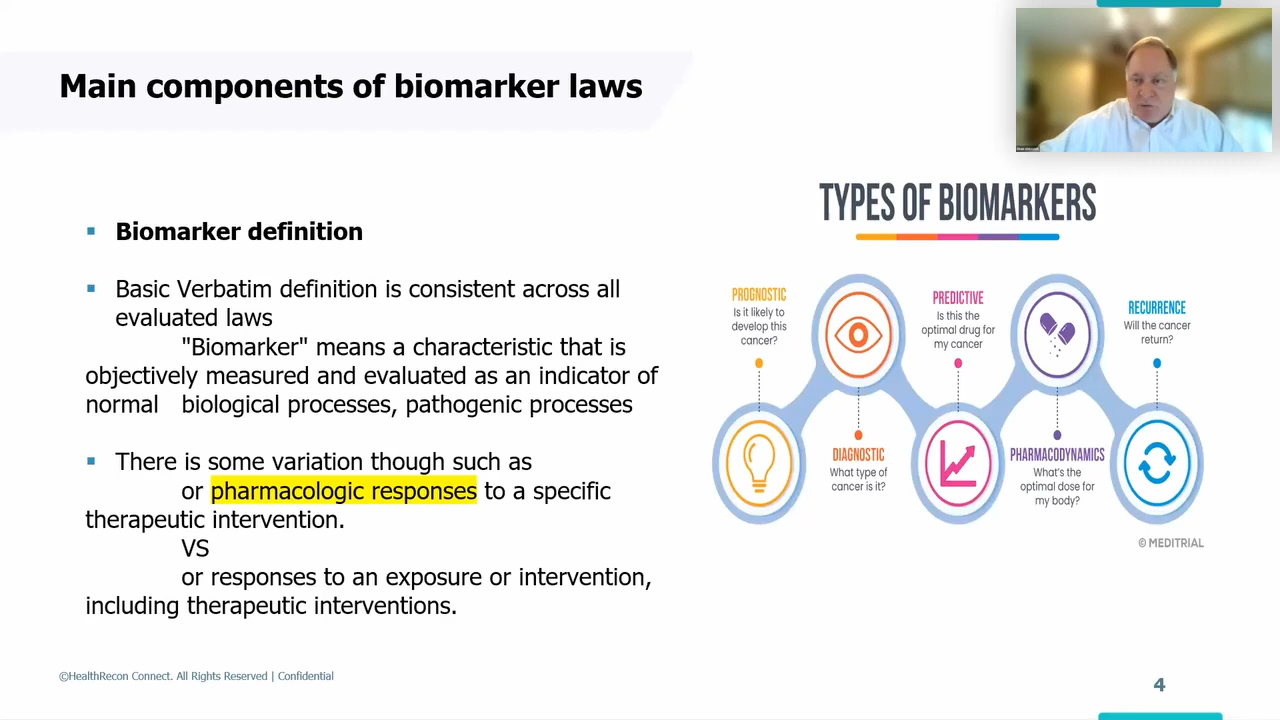 Main components of biomarker laws
Biomarker definition
Basic Verbatim definition is consistent across all
evaluated laws
"Biomarker" means a characteristic that is
objectively measured and evaluated as an indicator of
normal biological processes, pathogenic processes
There is some variation though such as
or pharmacologic responses to a specific
therapeutic intervention.
VS
or responses to an exposure or intervention,
including therapeutic interventions.
TYPES OF BIOMARKERS
PROGNOSTIC
Is it likely to
develop this
cancer?
DIAGNOSTIC
What type of
cancer is it?
PREDICTIVE
Is this the
optimal drug for
my cancer
PHARMACODYNAMICS
What's the
optimal dose for
my body?
RECURRENCE
Will the cancer
return?
© MEDITRIAL
©HealthRecon Connect. All Rights Reserved | Confidential
4